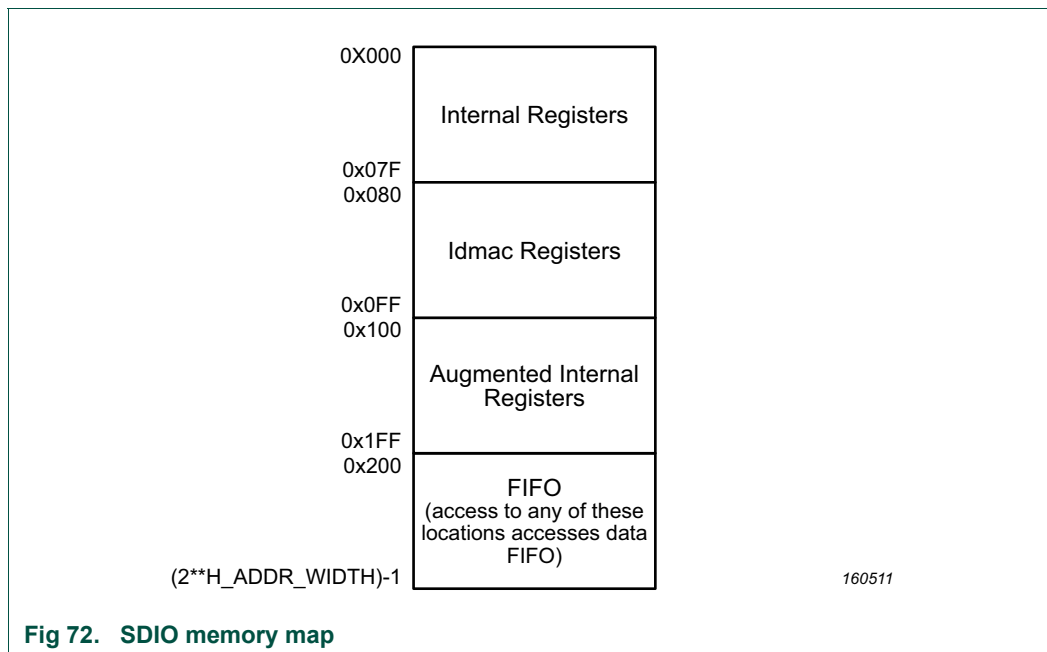 0X000
Internal Registers
0x07F
0x080
Idmac Registers
0x0FF
0x100
Augmented Internal
Registers
0x1FF
0x200
FIFO
(access to any of these
locations accesses data
FIFO)
(2**H_ADDR_WIDTH)-1
160511
Fig 72. SDIO memory map